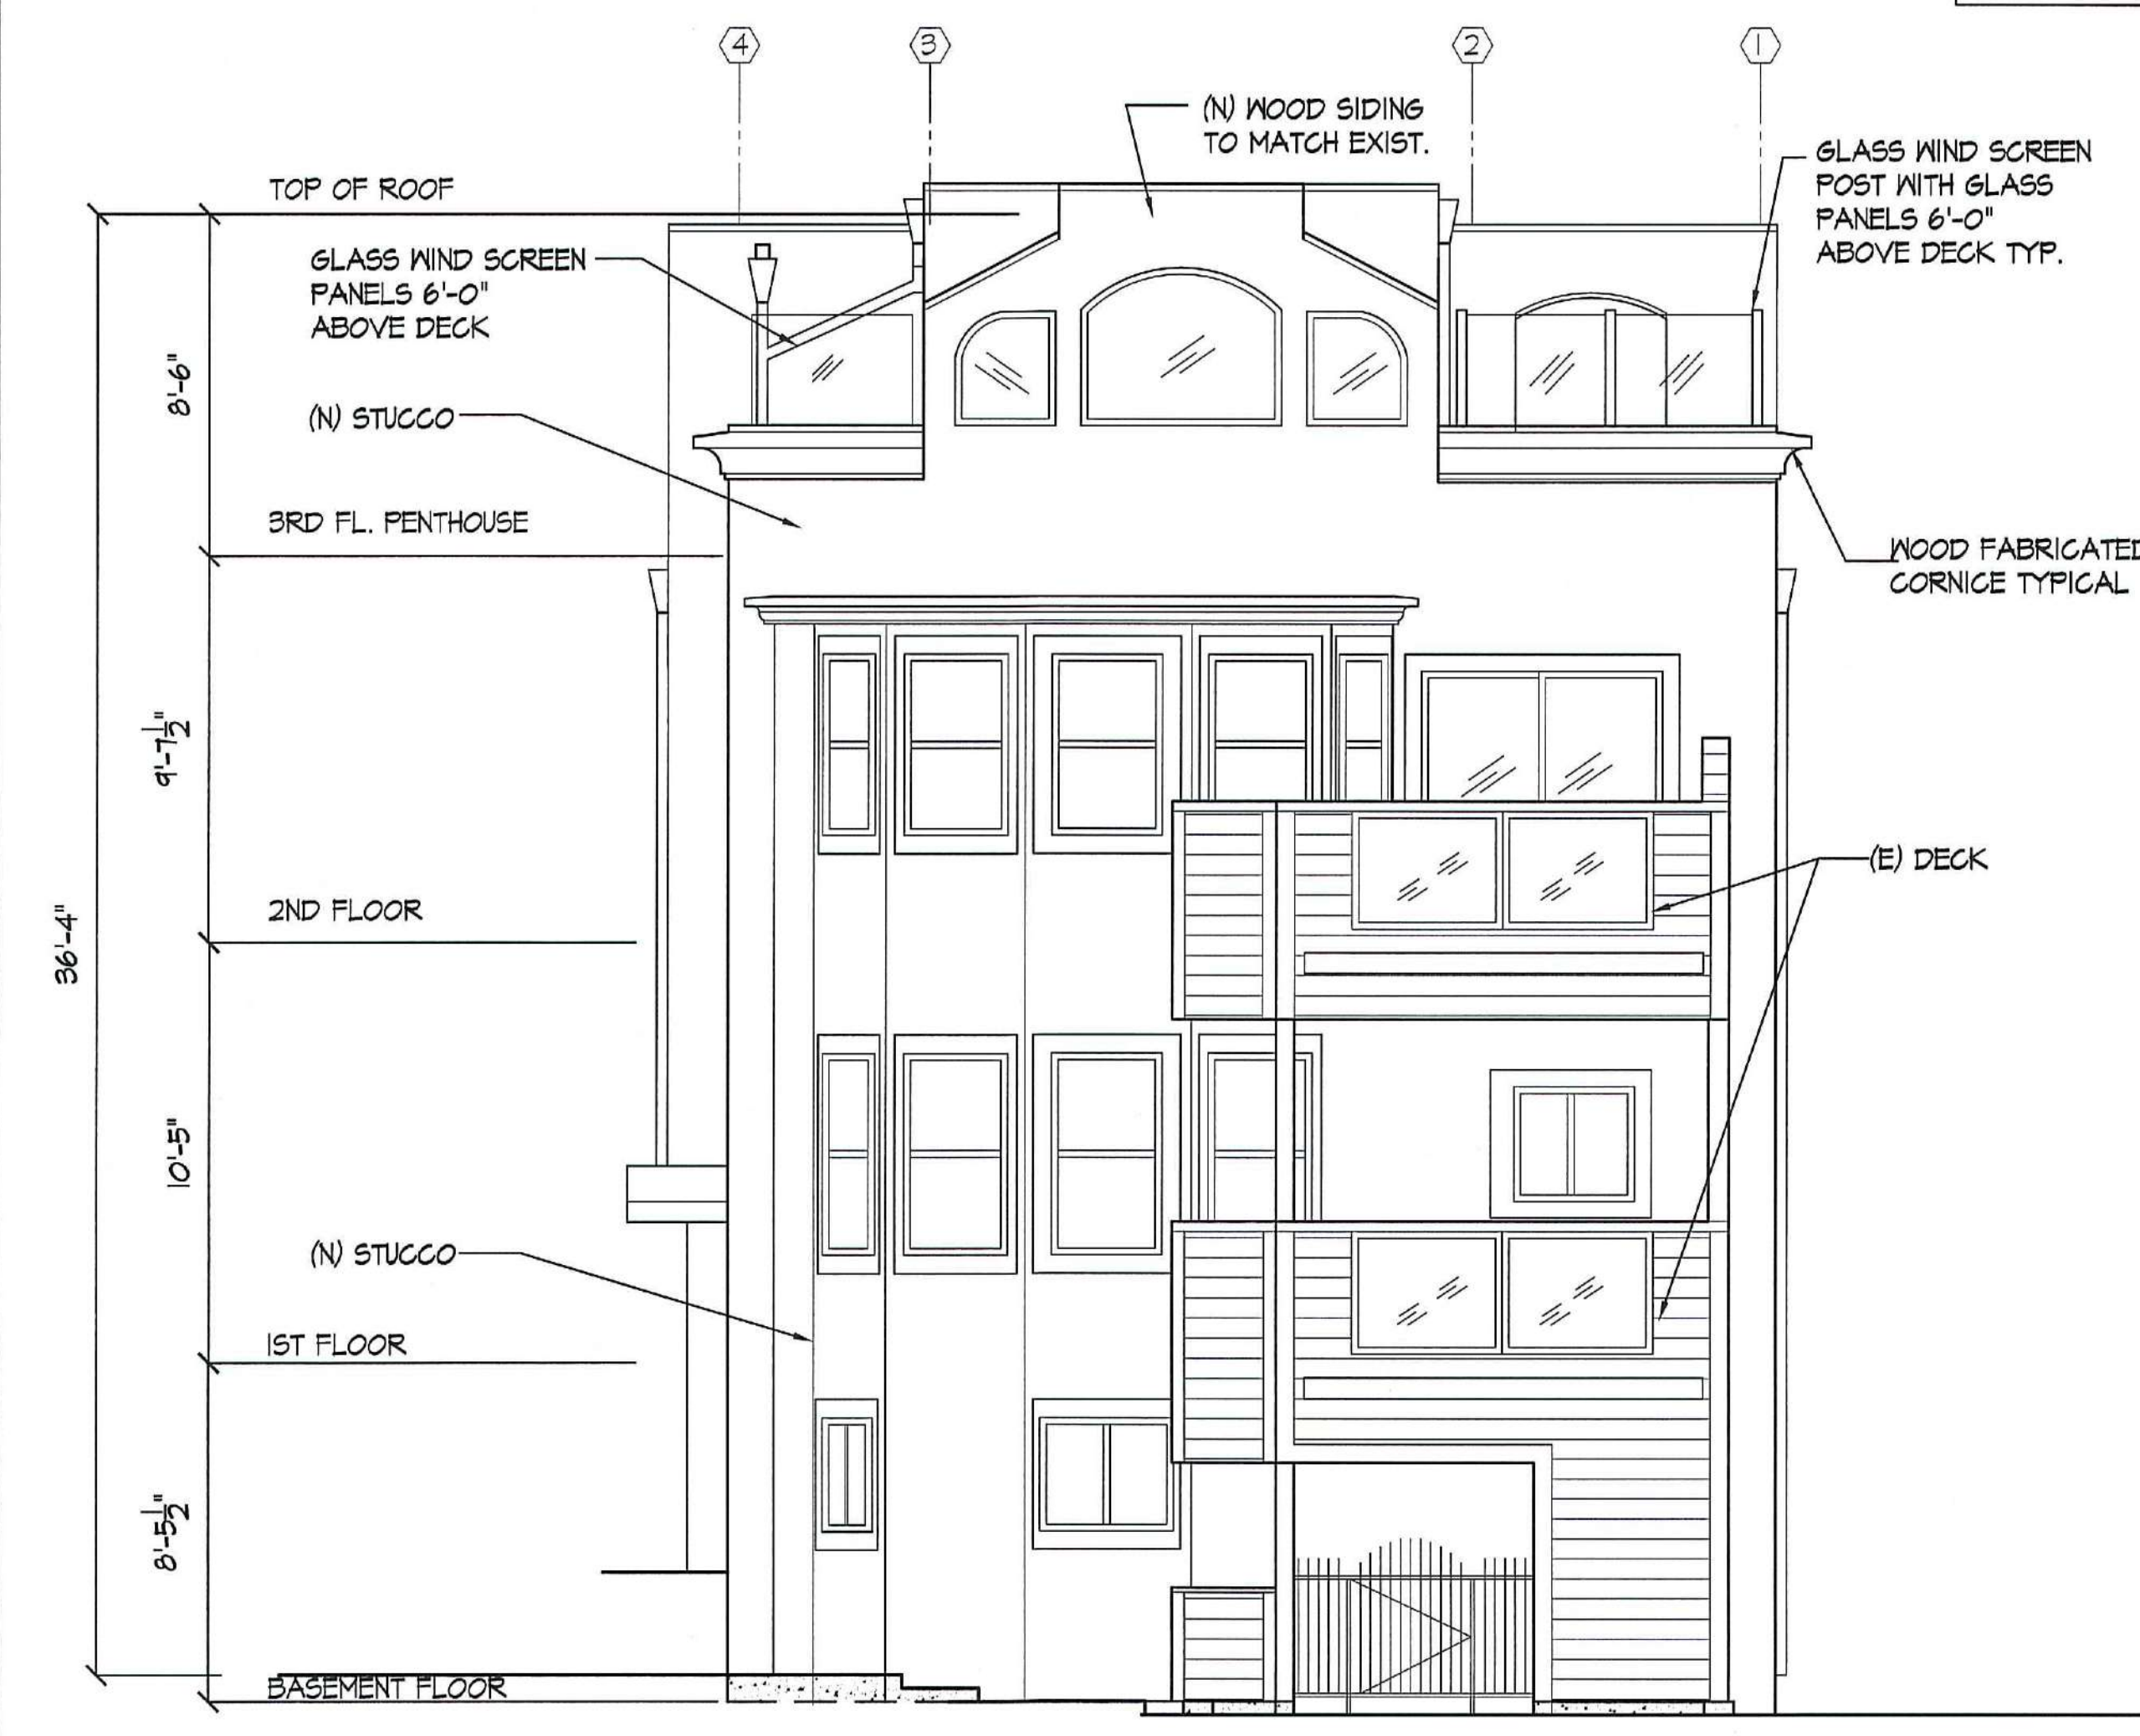 4
3
2
1
(N) WOOD SIDING
TO MATCH EXIST.
GLASS WIND SCREEN
POST WITH GLASS
PANELS 6'-0"
ABOVE DECK TYP.
TOP OF ROOF
GLASS WIND SCREEN
PANELS 6'-0"
ABOVE DECK
8'-6"
(N) STUCCO
3RD FL. PENTHOUSE
WOOD FABRICATED
CORNICE TYPICAL
9'-7 1/2"
(E) DECK
2ND FLOOR
36'-4"
10'-5"
(N) STUCCO
1ST FLOOR
8'-5 1/2"
BASEMENT FLOOR